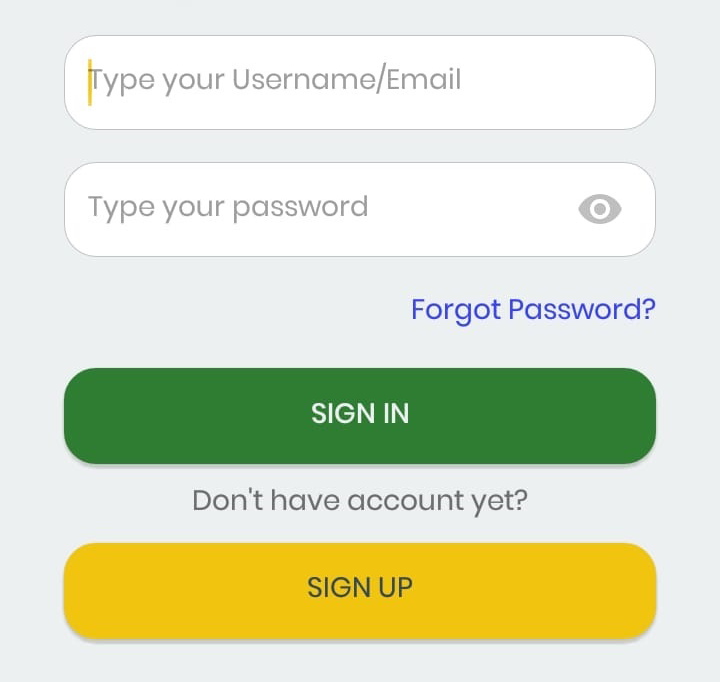 Type your Username/Email
Type your password
Forgot Password?
SIGN IN
Don't have account yet?
SIGN UP